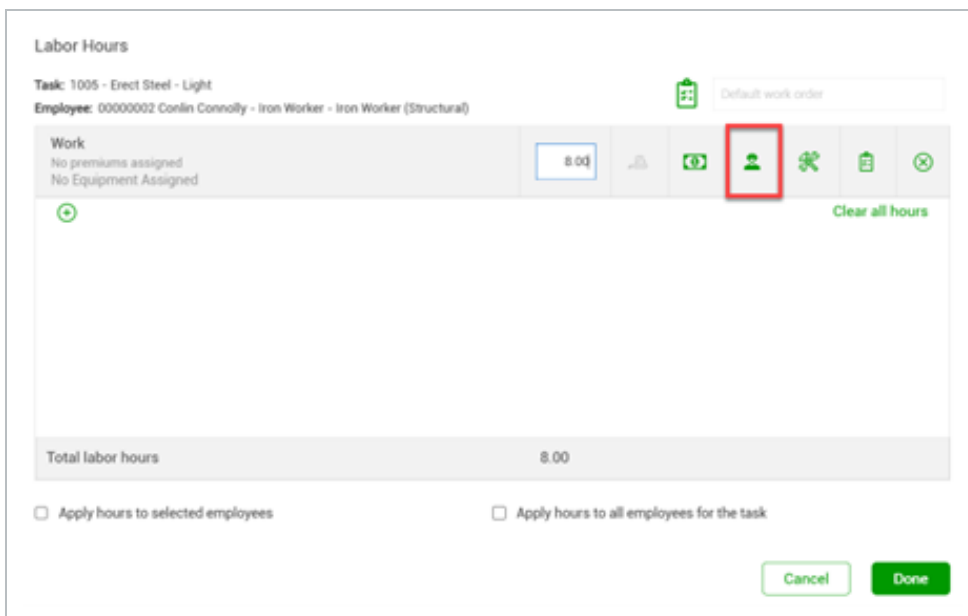 Labor Hours
Task: 1005 - Erect Steel - Light
Default work order
Employee: 00000002 Conlin Connolly - Iron Worker - Iron Worker (Structural)
Work
No premiums assigned
No Equipment Assigned
8.00
Clear all hours
Total labor hours 8.00
Apply hours to selected employees
Apply hours to all employees for the task
Cancel
Done